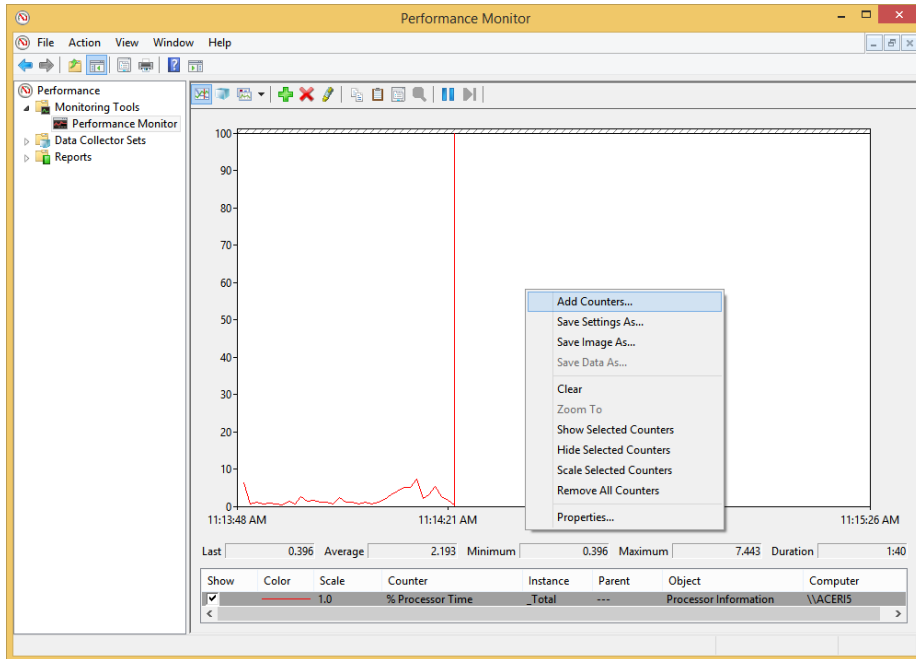 Performance Monitor
File Action View Window Help
Performance
Monitoring Tools
Performance Monitor
Data Collector Sets
Reports
100
90
80
70
60
50
40
30
20
10
0
11:13:48 AM 11:14:21 AM 11:15:26 AM
Add Counters...
Save Settings As...
Save Image As...
Save Data As...
Clear
Zoom To
Show Selected Counters
Hide Selected Counters
Scale Selected Counters
Remove All Counters
Properties...
Last 0.396 Average 2.193 Minimum 0.396 Maximum 7.443 Duration 1:40
Show Color Scale Counter Instance Parent Object Computer
1.0 % Processor Time _Total --- Processor Information \\ACERI5